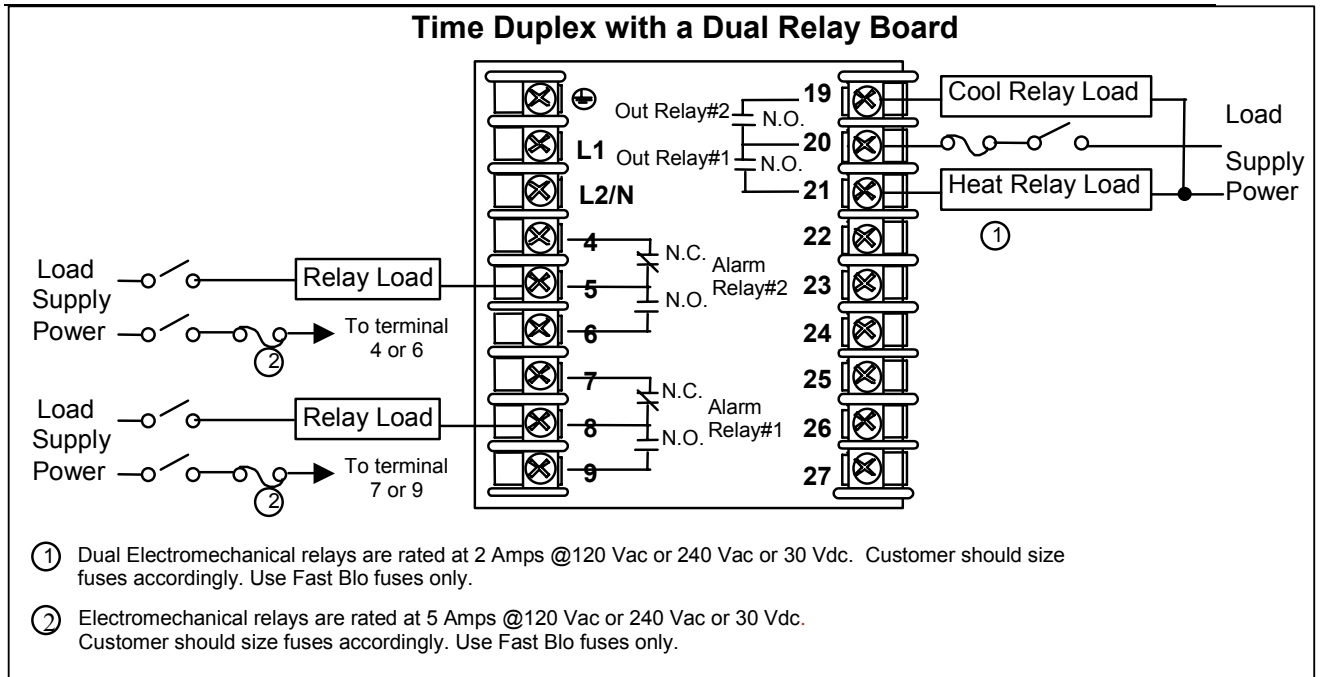 Time Duplex with a Dual Relay Board
L1
L2/N
4
5
6
7
8
9
Out Relay#2
N.O.
Out Relay#1
N.O.
N.C.
Alarm
Relay#2
N.O.
N.C.
Alarm
Relay#1
N.O.
19
20
21
22
23
24
25
26
27
Cool Relay Load
Heat Relay Load
1
Load
Supply
Power
Load
Supply
Power
Relay Load
2
To terminal
4 or 6
Load
Supply
Power
Relay Load
2
To terminal
7 or 9
1 Dual Electromechanical relays are rated at 2 Amps @120 Vac or 240 Vac or 30 Vdc. Customer should size
fuses accordingly. Use Fast Blo fuses only.
2 Electromechanical relays are rated at 5 Amps @120 Vac or 240 Vac or 30 Vdc.
Customer should size fuses accordingly. Use Fast Blo fuses only.